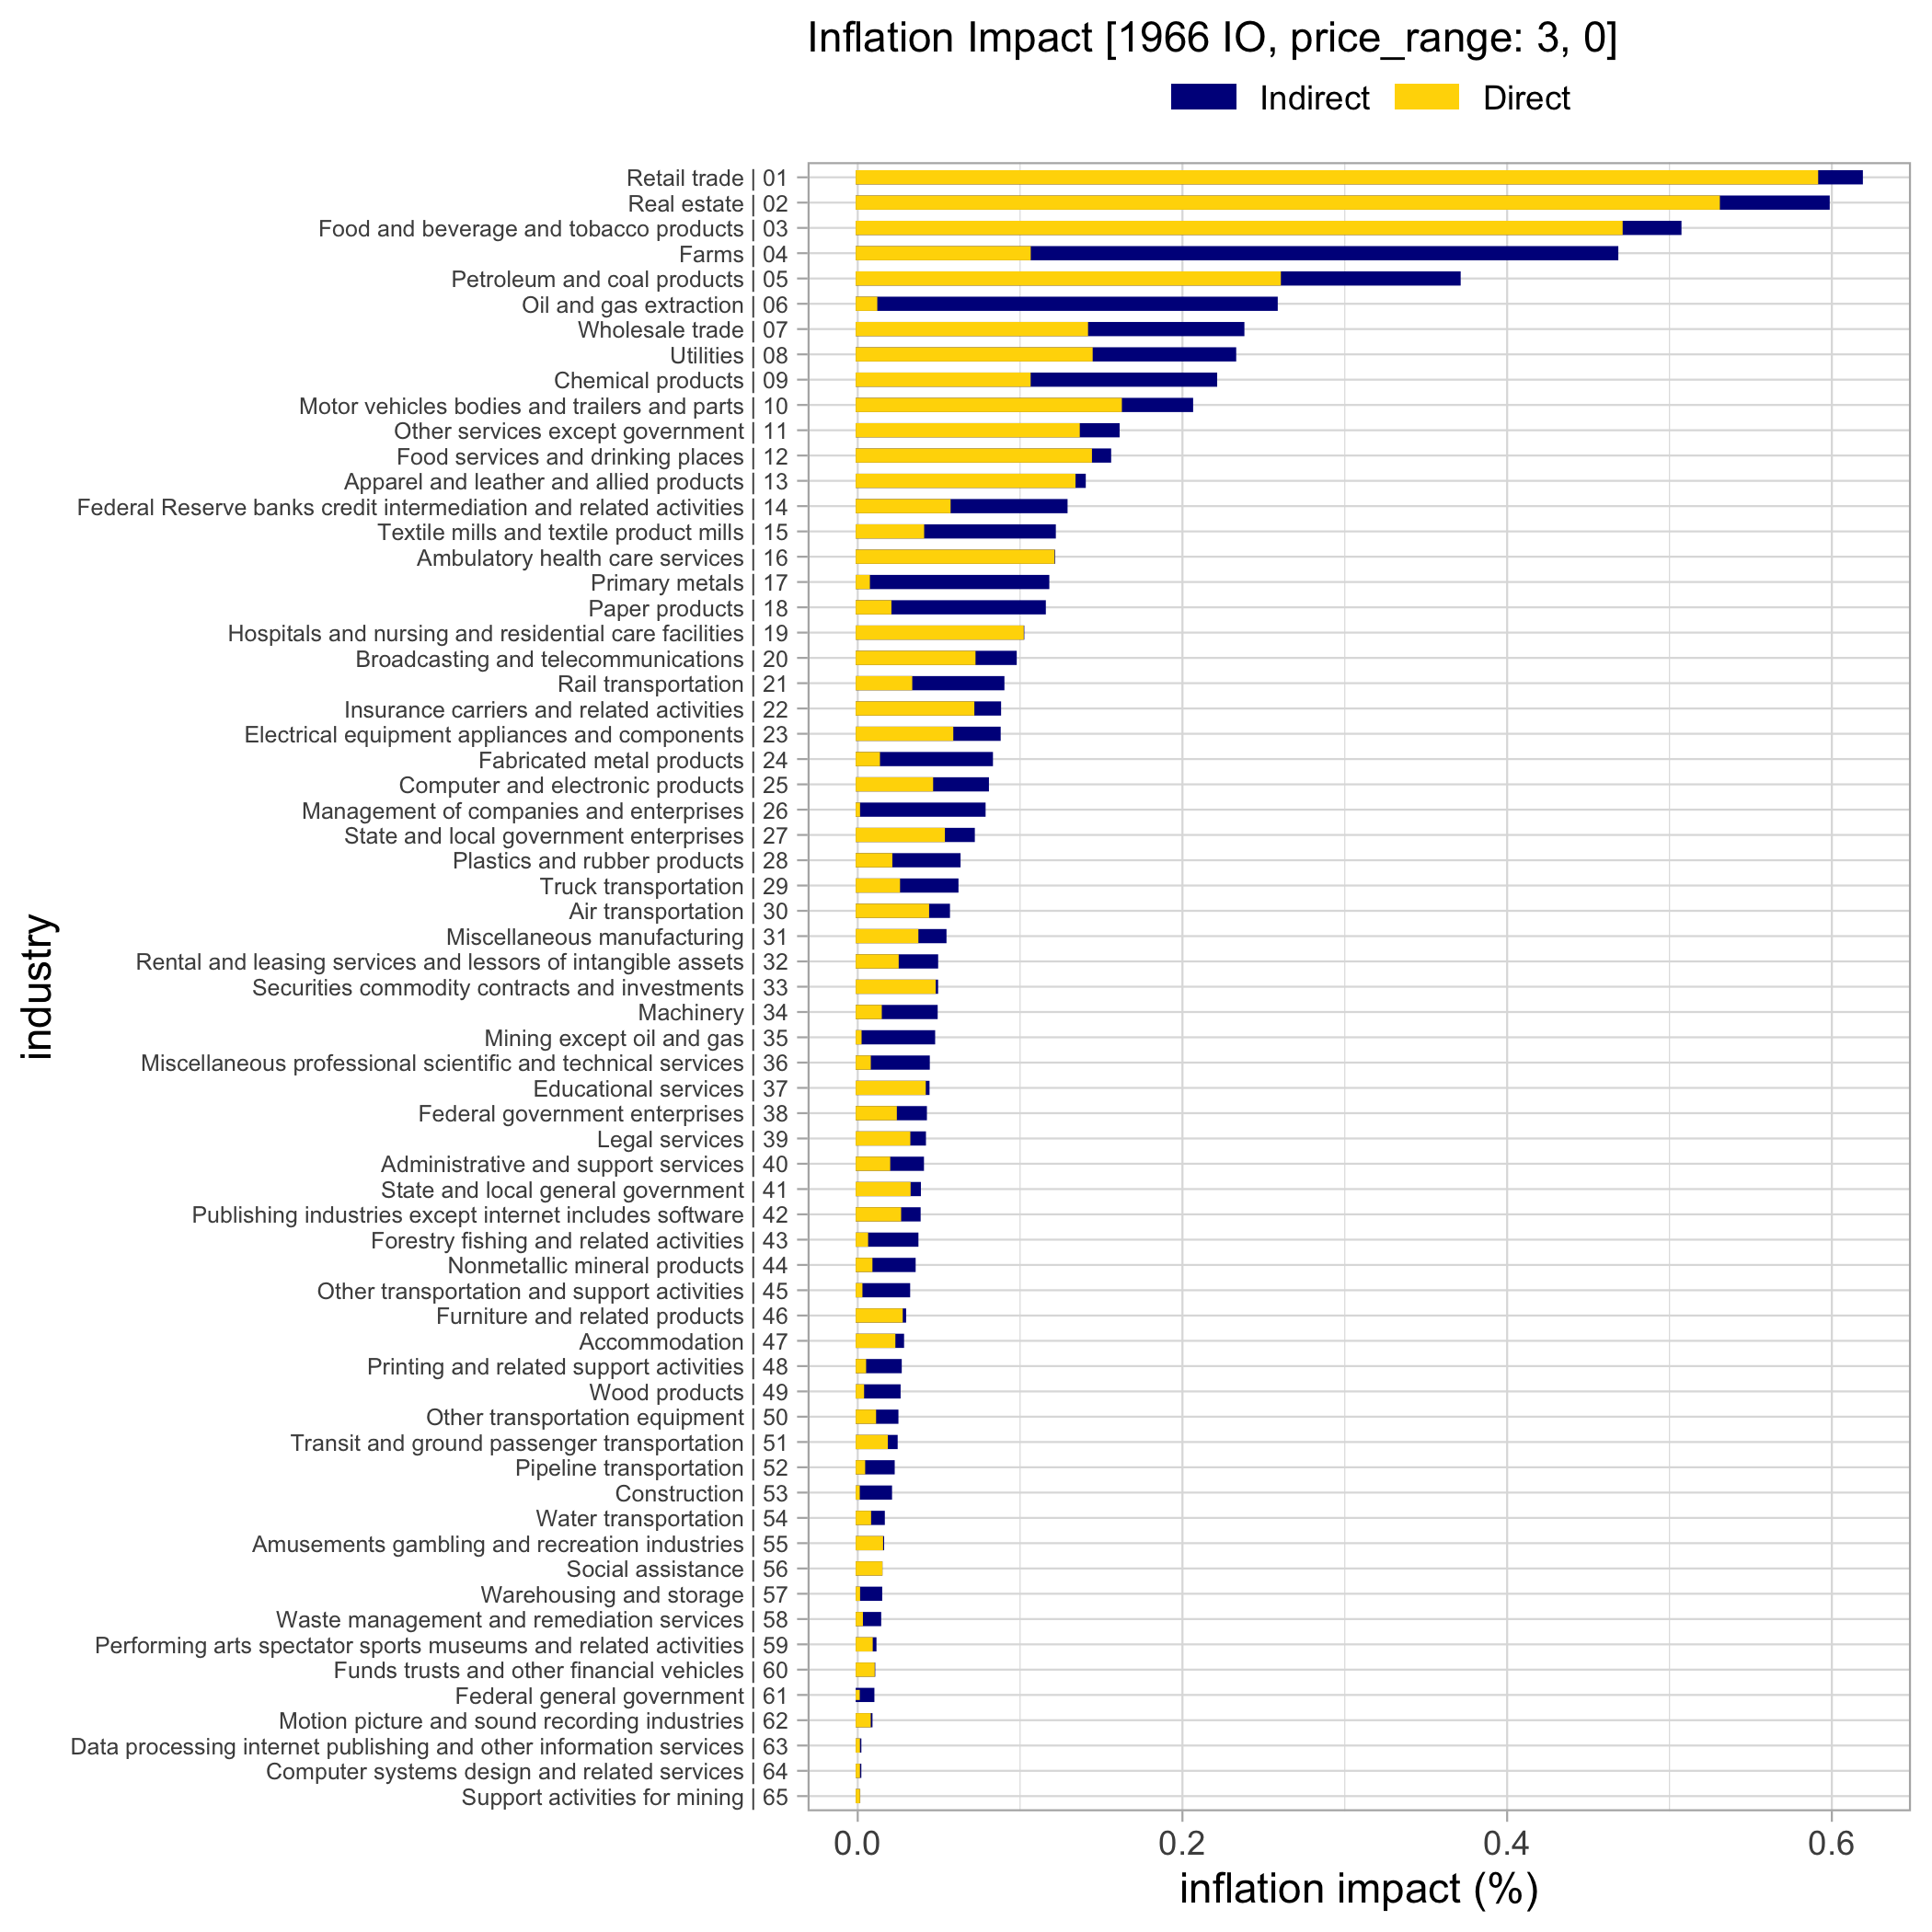 Inflation Impact [1966 IO, price_range: 3, 0]
Indirect Direct
Retail trade | 01
Real estate | 02
Food and beverage and tobacco products | 03
Farms | 04
Petroleum and coal products | 05
Oil and gas extraction | 06
Wholesale trade | 07
Utilities | 08
Chemical products | 09
Motor vehicles bodies and trailers and parts | 10
Other services except government | 11
Food services and drinking places | 12
Apparel and leather and allied products | 13
Federal Reserve banks credit intermediation and related activities | 14
Textile mills and textile product mills | 15
Ambulatory health care services | 16
Primary metals | 17
Paper products | 18
Hospitals and nursing and residential care facilities | 19
Broadcasting and telecommunications | 20
Rail transportation | 21
Insurance carriers and related activities | 22
Electrical equipment appliances and components | 23
Fabricated metal products | 24
Computer and electronic products | 25
Management of companies and enterprises | 26
State and local government enterprises | 27
Plastics and rubber products | 28
Truck transportation | 29
Air transportation | 30
Miscellaneous manufacturing | 31
Rental and leasing services and lessors of intangible assets | 32
Securities commodity contracts and investments | 33
Machinery | 34
Mining except oil and gas | 35
Miscellaneous professional scientific and technical services | 36
Educational services | 37
Federal government enterprises | 38
Legal services | 39
Administrative and support services | 40
State and local general government | 41
Publishing industries except internet includes software | 42
Forestry fishing and related activities | 43
Nonmetallic mineral products | 44
Other transportation and support activities | 45
Furniture and related products | 46
Accommodation | 47
Printing and related support activities | 48
Wood products | 49
Other transportation equipment | 50
Transit and ground passenger transportation | 51
Pipeline transportation | 52
Construction | 53
Water transportation | 54
Amusements gambling and recreation industries | 55
Social assistance | 56
Warehousing and storage | 57
Waste management and remediation services | 58
Performing arts spectator sports museums and related activities | 59
Funds trusts and other financial vehicles | 60
Federal general government | 61
Motion picture and sound recording industries | 62
Data processing internet publishing and other information services | 63
Computer systems design and related services | 64
Support activities for mining | 65
industry
0.0 0.2 0.4 0.6
inflation impact (%)